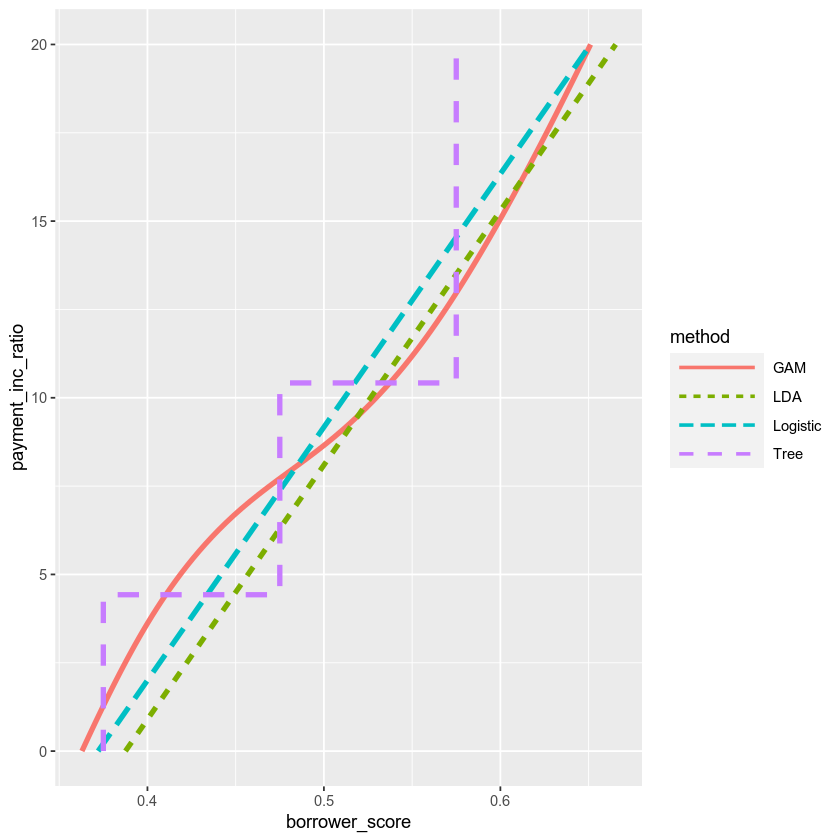 20
15
10
5
0
payment_inc_ratio
0.4
0.5
0.6
borrower_score
method
GAM
LDA
Logistic
Tree